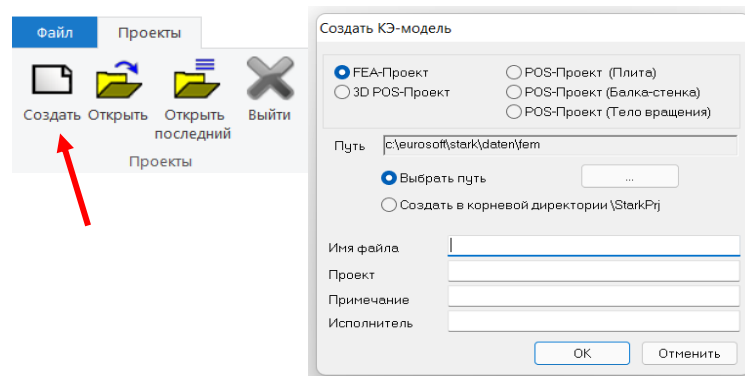 Файл Проекты
Создать Открыть Открыть последний Выйти
Проекты
Создать КЭ-модель
FEA-Проект
3D POS-Проект
POS-Проект (Плита)
POS-Проект (Балка-стенка)
POS-Проект (Тело вращения)
Путь c:\eurosoft\stark\daten\fem
Выбрать путь ...
Создать в корневой директории \StarkPrj
Имя файла
Проект
Примечание
Исполнитель
OK Отменить